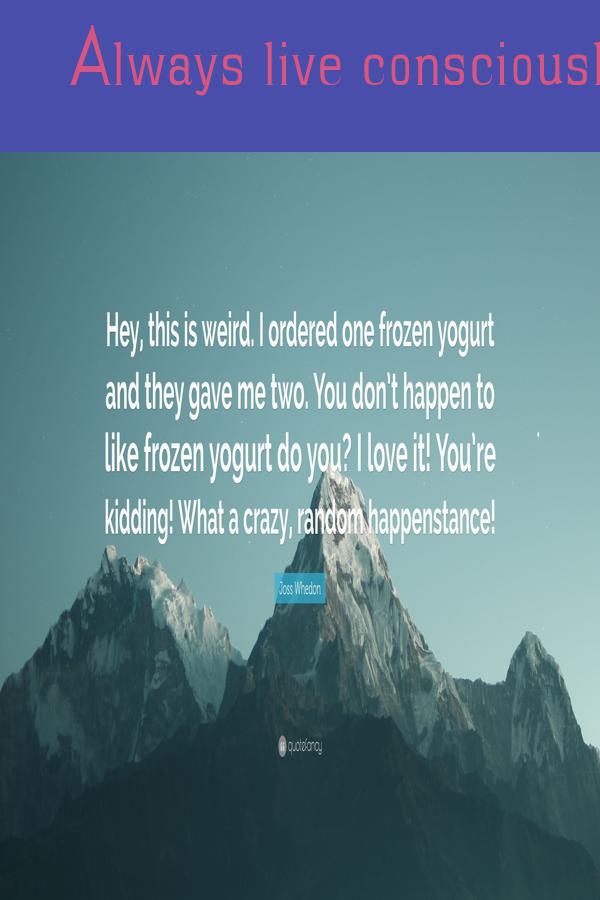 Always live consciousl
Hey, this is weird. I ordered one frozen yogurt
and they gave me two. You don't happen to
like frozen yogurt do you? I love it! You're
kidding! What a crazy, random happenstance!
Joss Whedon
quotefancy